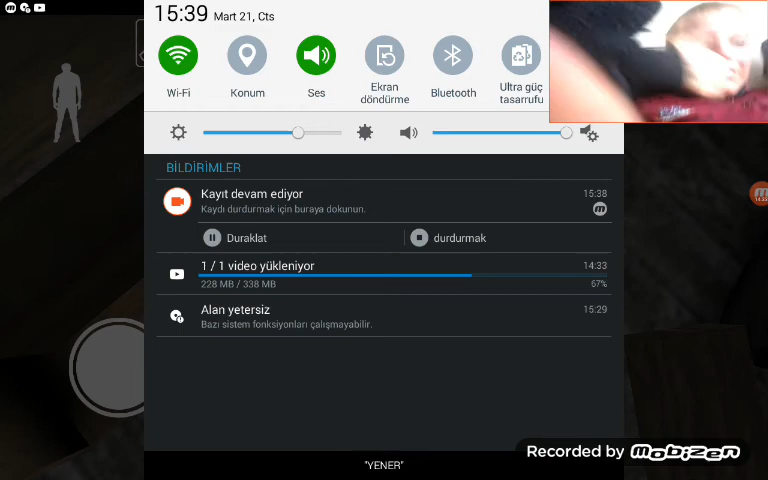 15:39 Mart 21, Cts
Wi-Fi
Konum
Ses
Ekran
döndürme
Bluetooth
Ultra güç
tasarrufu
BİLDİRİMLER
Kayıt devam ediyor 15:38
Kaydı durdurmak için buraya dokunun.
Duraklat
durdurmak
1 / 1 video yükleniyor 14:33
228 MB / 338 MB 67%
Alan yetersiz 15:29
Bazı sistem fonksiyonları çalışmayabilir.
"YENER"
Recorded by mobizen